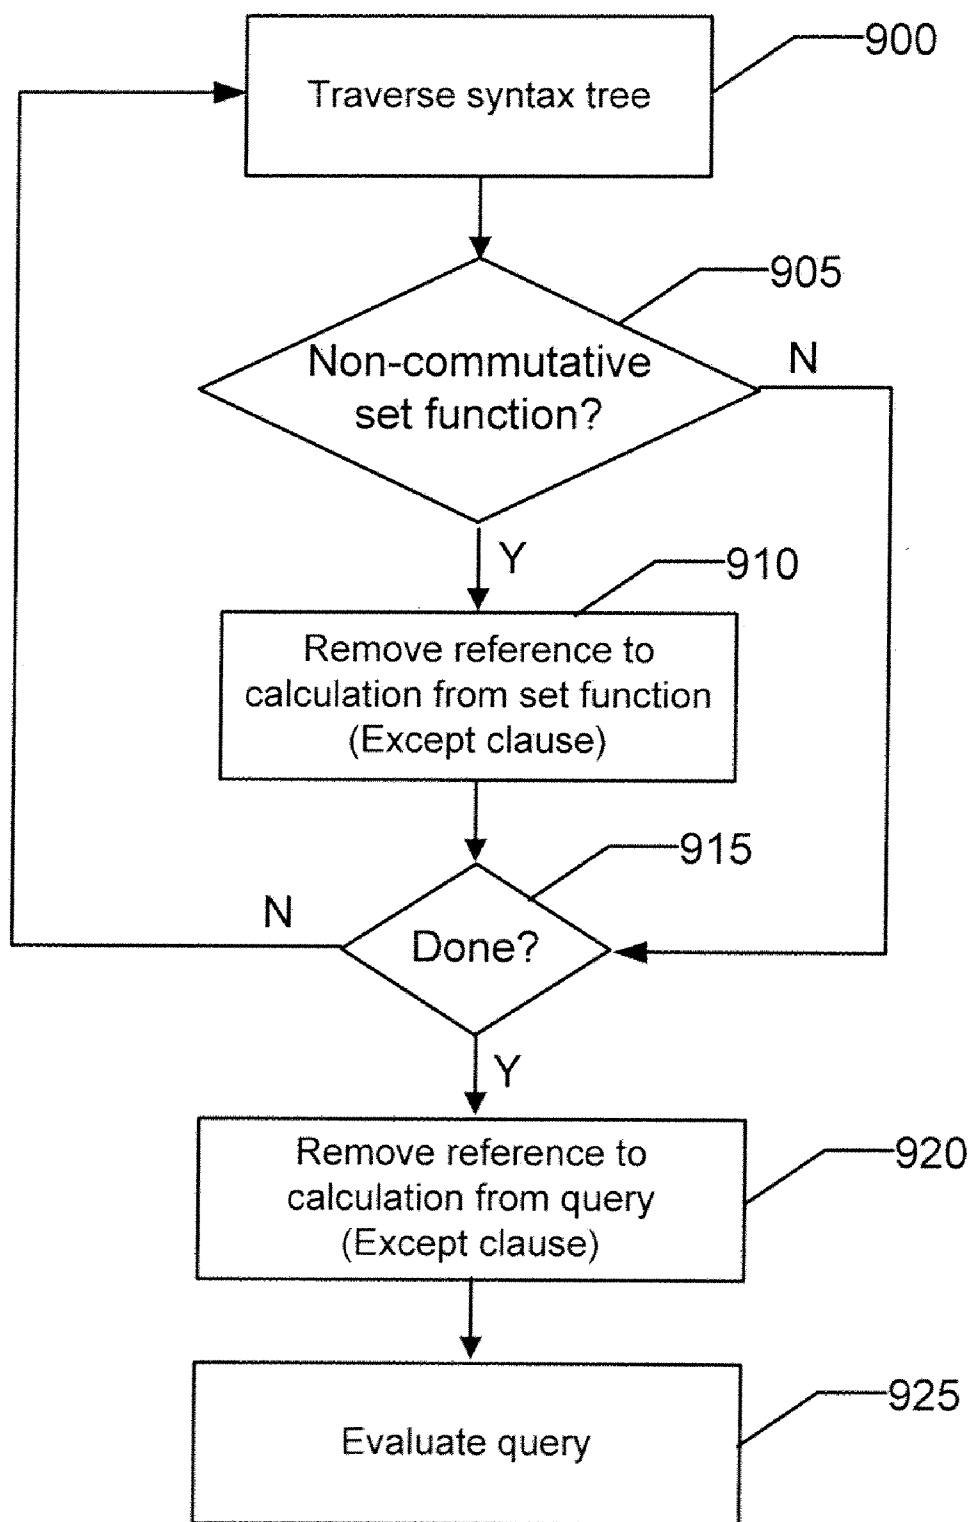 900
Traverse syntax tree
905
Non-commutative
set function?
N
Y
910
Remove reference to
calculation from set function
(Except clause)
915
N
Done?
Y
920
Remove reference to
calculation from query
(Except clause)
925
Evaluate query